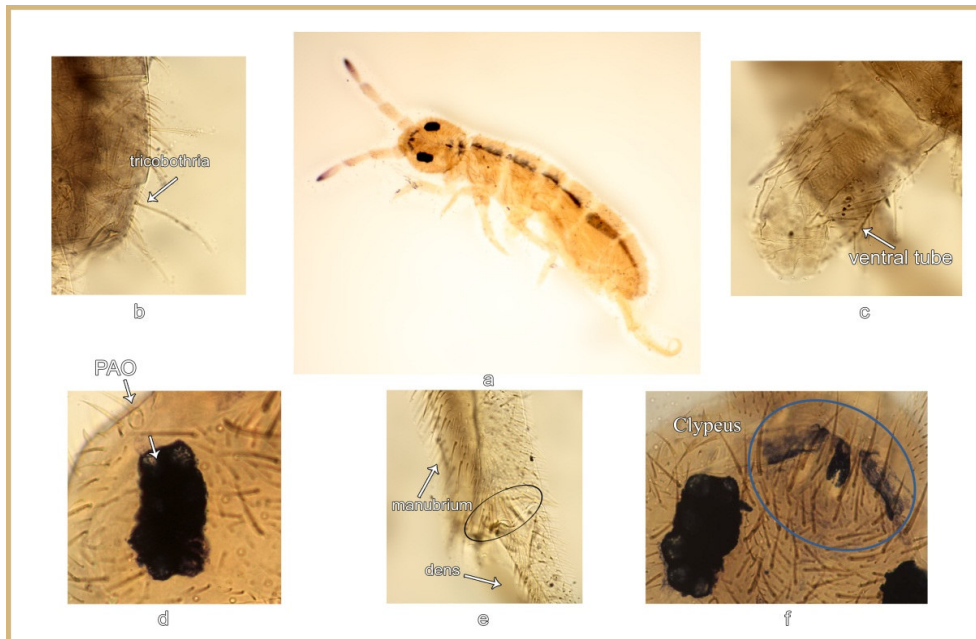 tricobothria
b
a
ventral tube
c
PAO
d
manubrium
dens
e
Clypeus
f